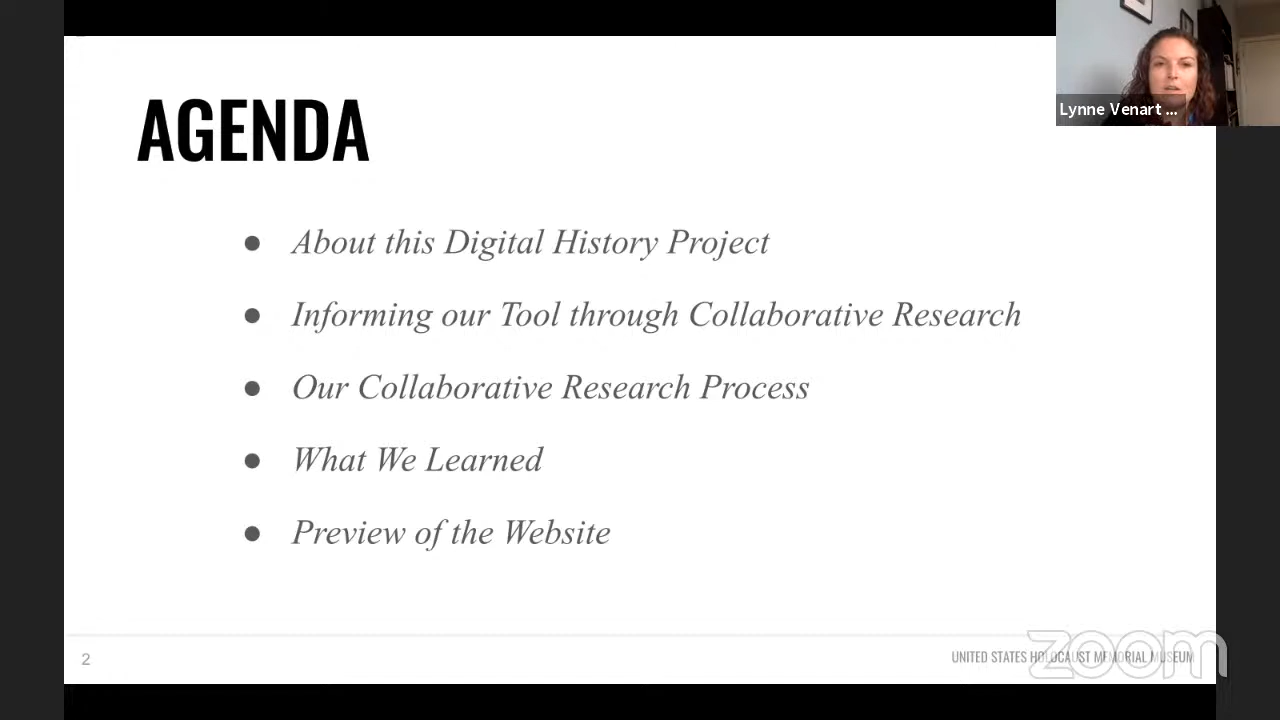 AGENDA
Lynne Venart ...
● About this Digital History Project
● Informing our Tool through Collaborative Research
● Our Collaborative Research Process
● What We Learned
● Preview of the Website
2
UNITED STATES HOLOCAUST MEMORIAL MUSEUM
zoom